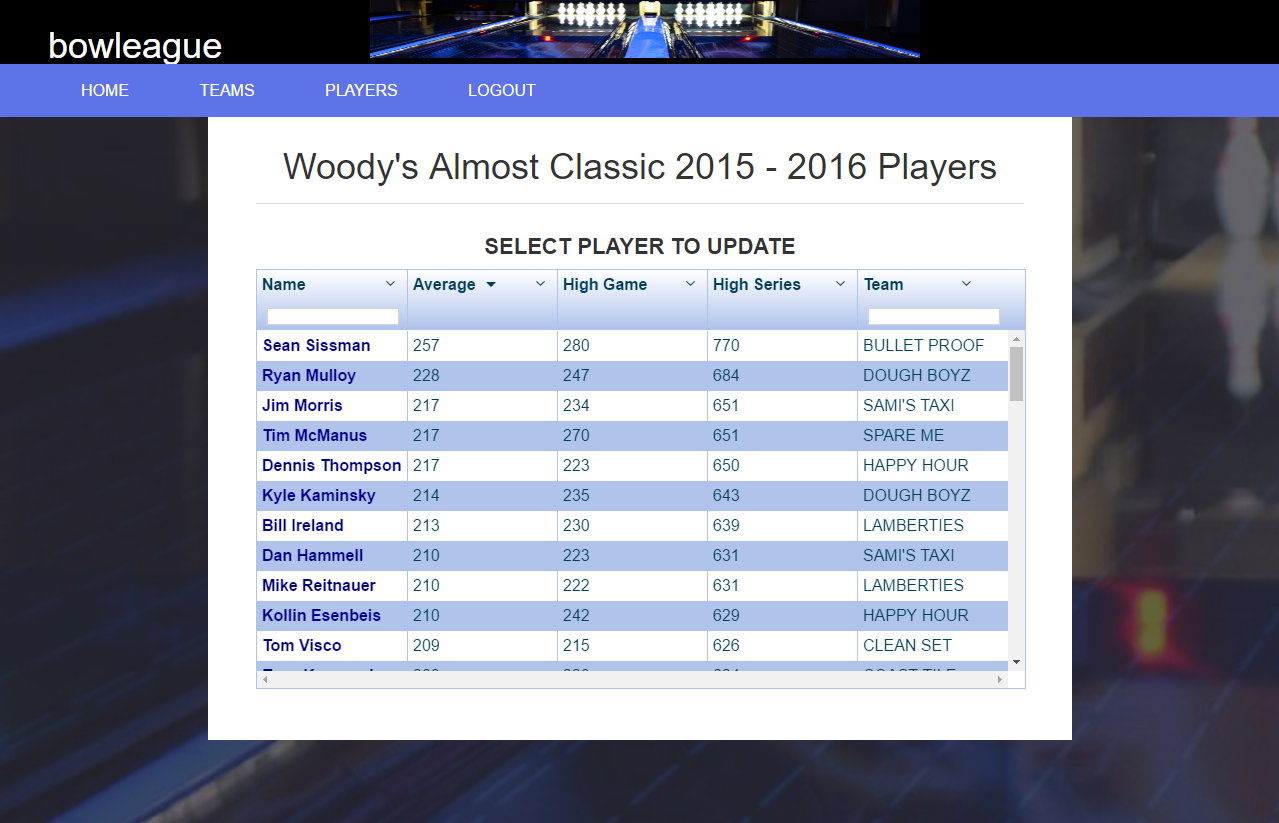 bowleague
HOME TEAMS PLAYERS LOGOUT
Woody's Almost Classic 2015 - 2016 Players
SELECT PLAYER TO UPDATE
Name Average High Game High Series Team
Sean Sissman 257 280 770 BULLET PROOF
Ryan Mulloy 228 247 684 DOUGH BOYZ
Jim Morris 217 234 651 SAMI'S TAXI
Tim McManus 217 270 651 SPARE ME
Dennis Thompson 217 223 650 HAPPY HOUR
Kyle Kaminsky 214 235 643 DOUGH BOYZ
Bill Ireland 213 230 639 LAMBERTIES
Dan Hammell 210 223 631 SAMI'S TAXI
Mike Reitnauer 210 222 631 LAMBERTIES
Kollin Esenbeis 210 242 629 HAPPY HOUR
Tom Visco 209 215 626 CLEAN SET